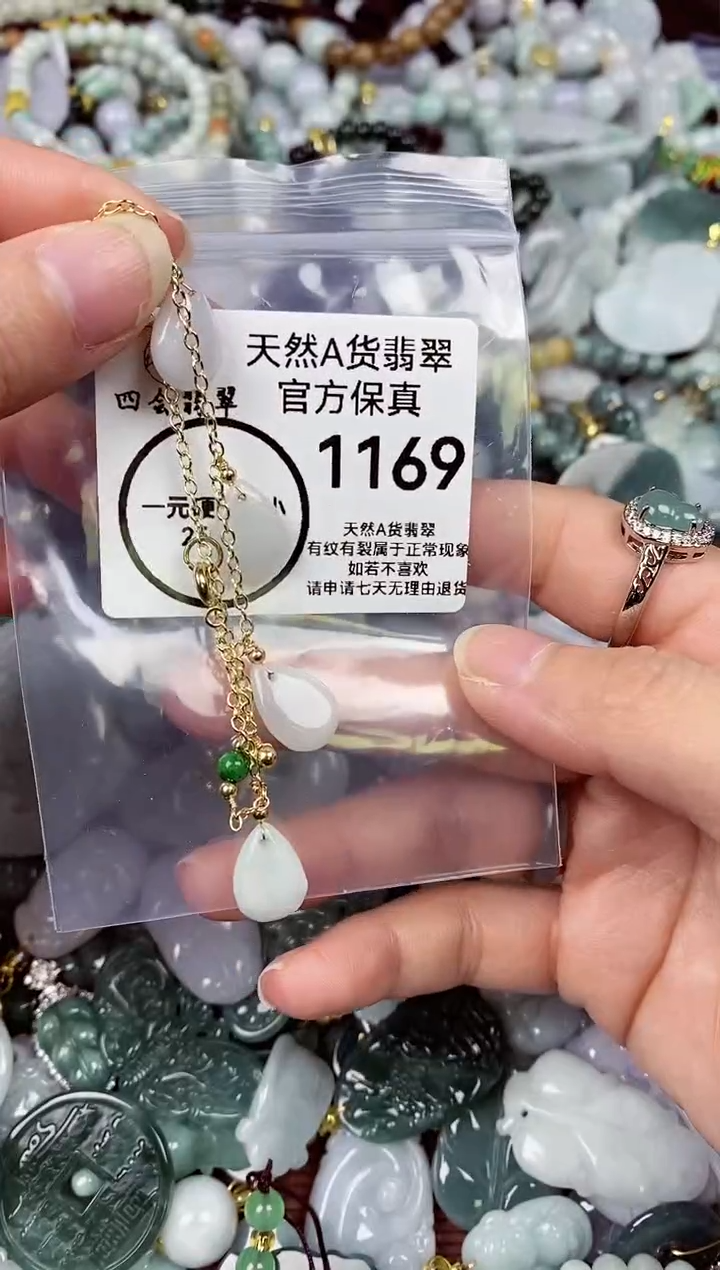 天然A货翡翠
官方保真
四会翡翠
1169
一元硬
2
天然A货翡翠
有纹有裂属于正常现象
如若不喜欢
请申请七天无理由退货